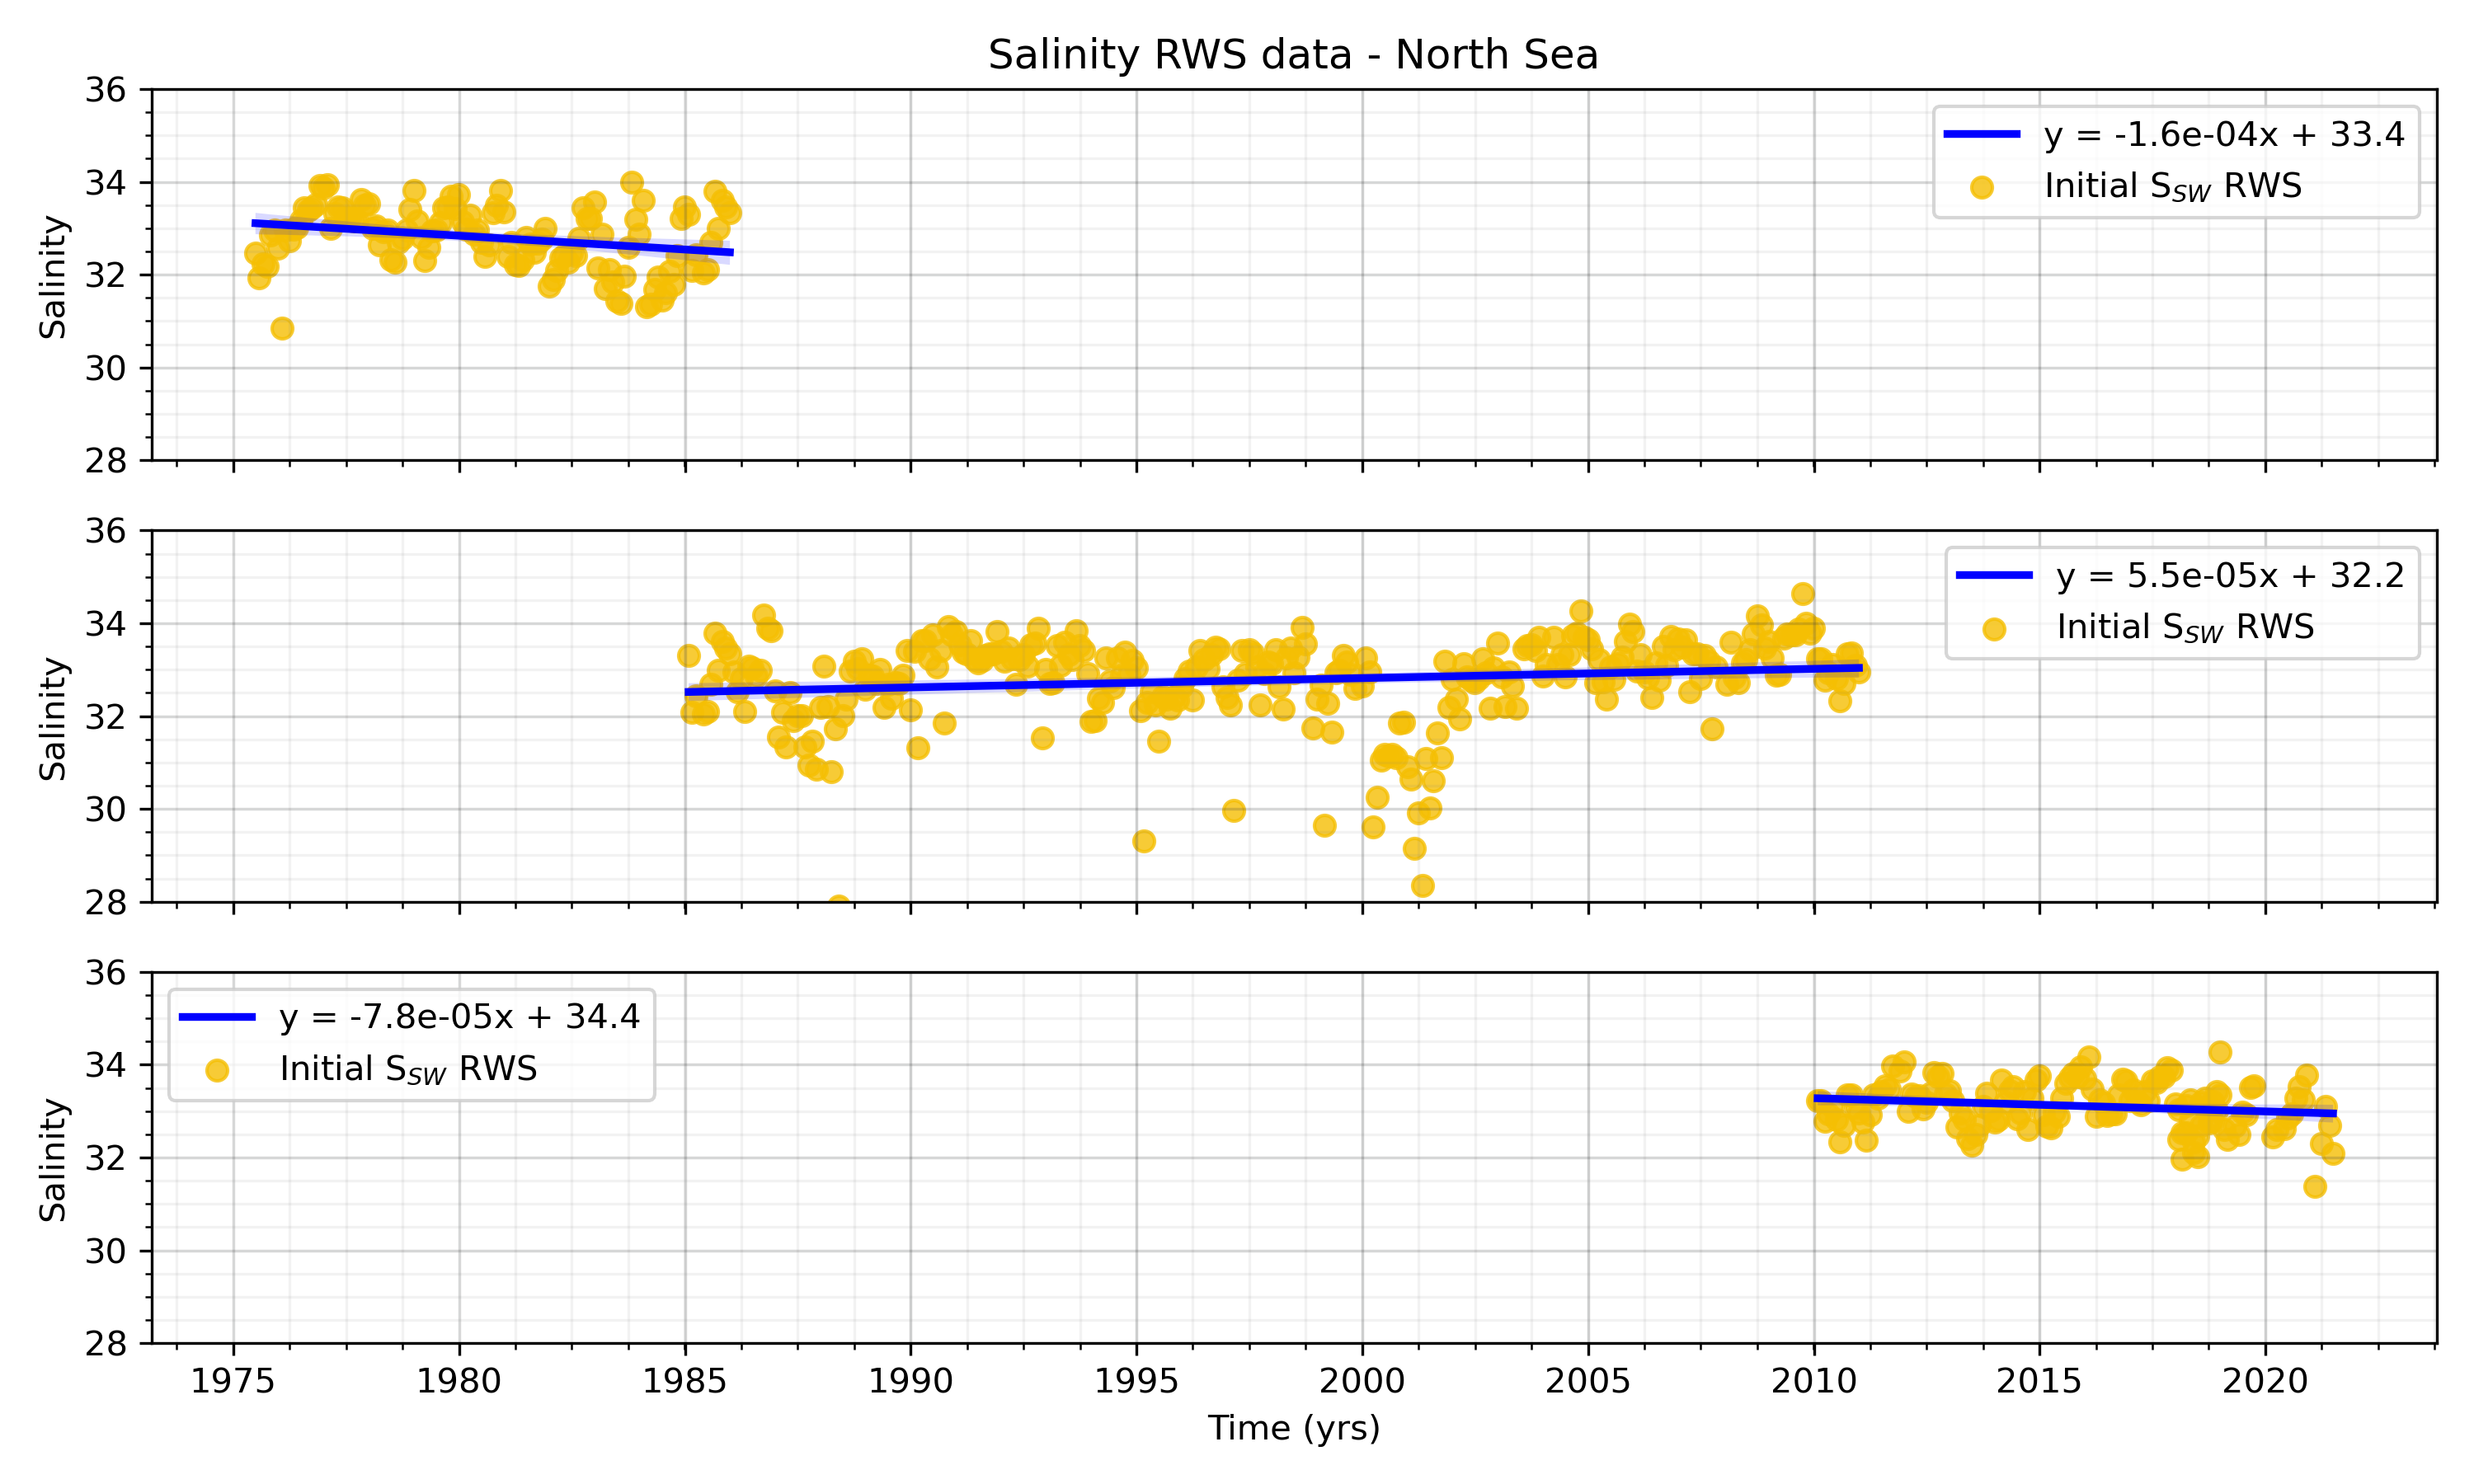 Salinity RWS data - North Sea
36
34
32
30
28
Salinity
y = -1.6e-04x + 33.4
Initial S_SW RWS
36
34
32
30
28
Salinity
y = 5.5e-05x + 32.2
Initial S_SW RWS
36
34
32
30
28
Salinity
y = -7.8e-05x + 34.4
Initial S_SW RWS
1975 1980 1985 1990 1995 2000 2005 2010 2015 2020
Time (yrs)